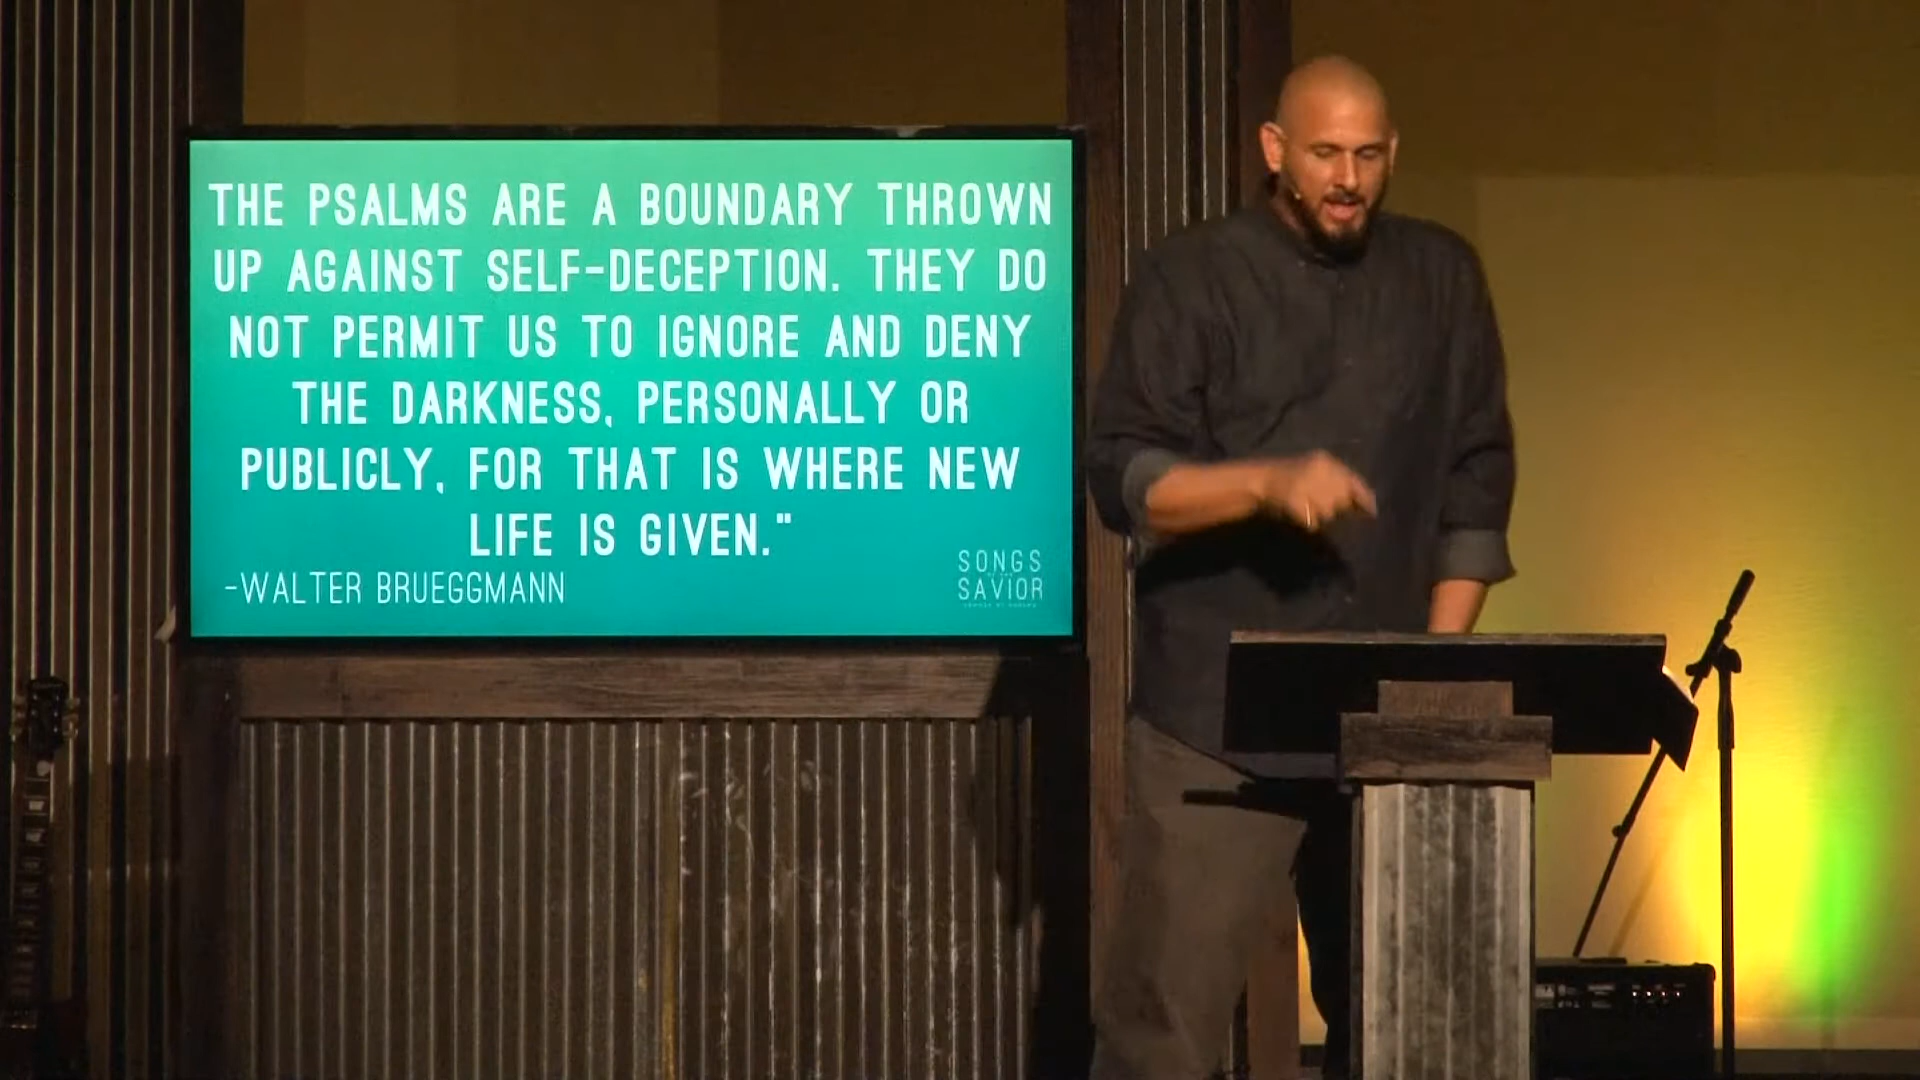 THE PSALMS ARE A BOUNDARY THROWN
UP AGAINST SELF-DECEPTION. THEY DO
NOT PERMIT US TO IGNORE AND DENY
THE DARKNESS, PERSONALLY OR
PUBLICLY, FOR THAT IS WHERE NEW
LIFE IS GIVEN."
-WALTER BRUEGGMANN
SONGS
SAVIOR